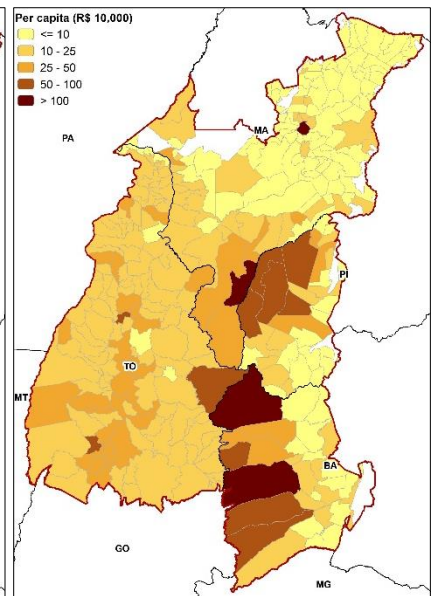 Per capita (R$ 10,000)
<= 10
10 - 25
25 - 50
50 - 100
> 100
PA
MA
PI
TO
MT
BA
GO
MG